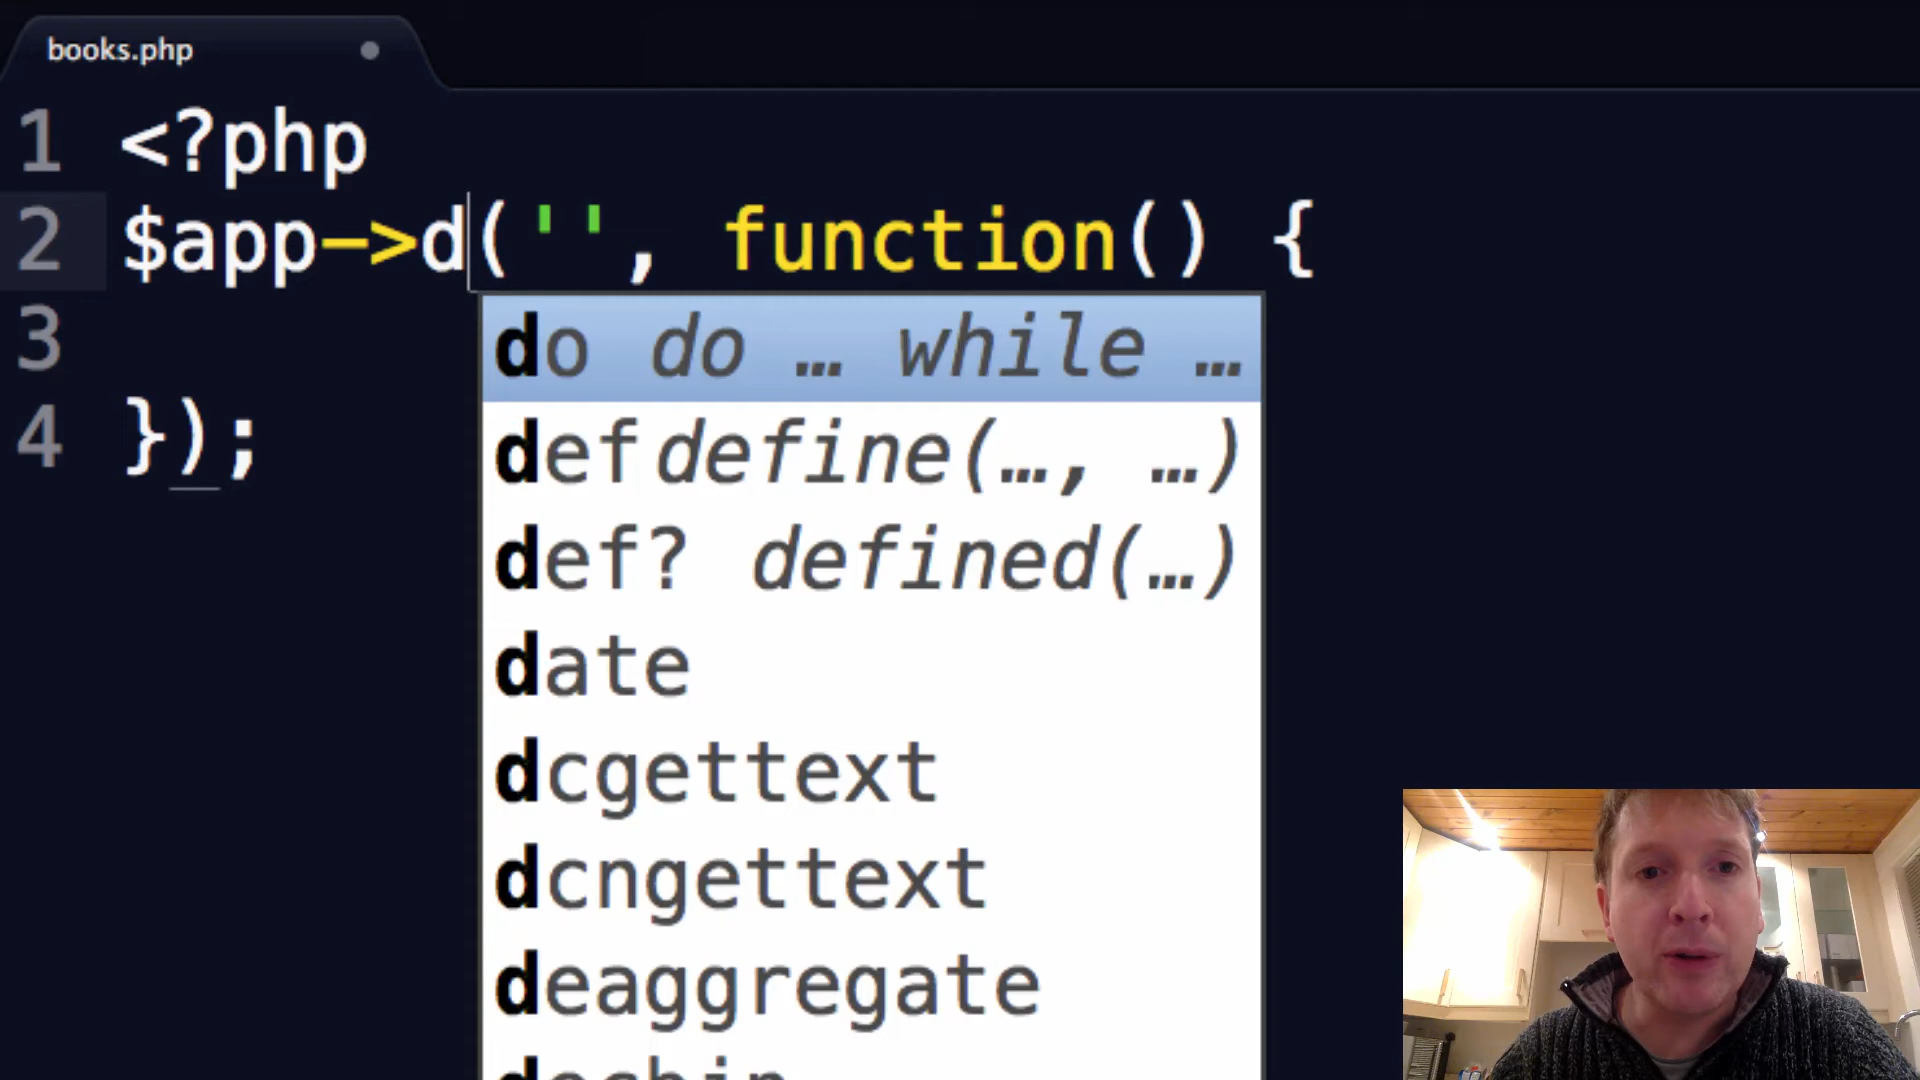 books.php
1 <?php
2 $app->d('', function() {
3
4 });
do do … while …
def define(…, …)
def? defined(…)
date
dcgettext
dcngettext
deaggregate